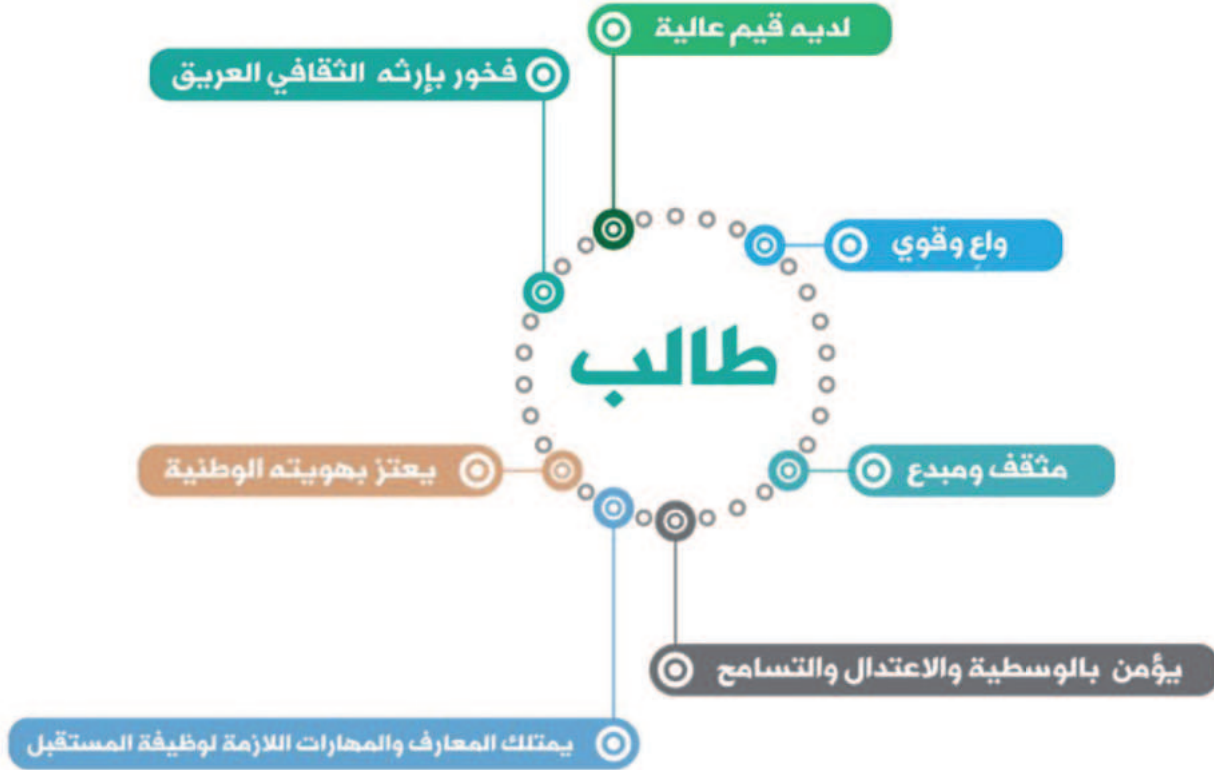 لديه قيم عالية
فخور بإرثه الثقافي العريق
واعٍ وقوي
طالب
يعتز بهويته الوطنية
مثقف ومبدع
يؤمن بالوسطية والاعتدال والتسامح
يمتلك المعارف والمهارات اللازمة لوظيفة المستقبل